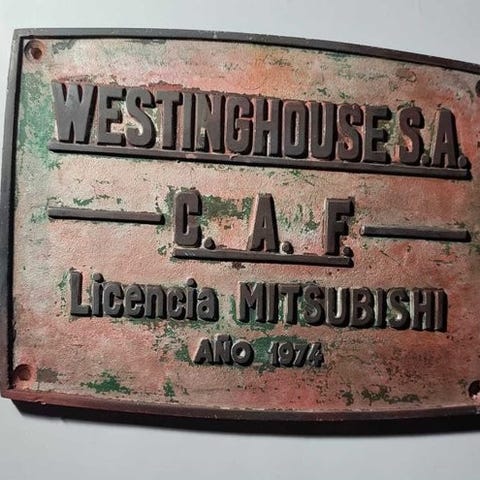 WESTINGHOUSE S.A.
C. A. F.
Licencia MITSUBISHI
AÑO 1974